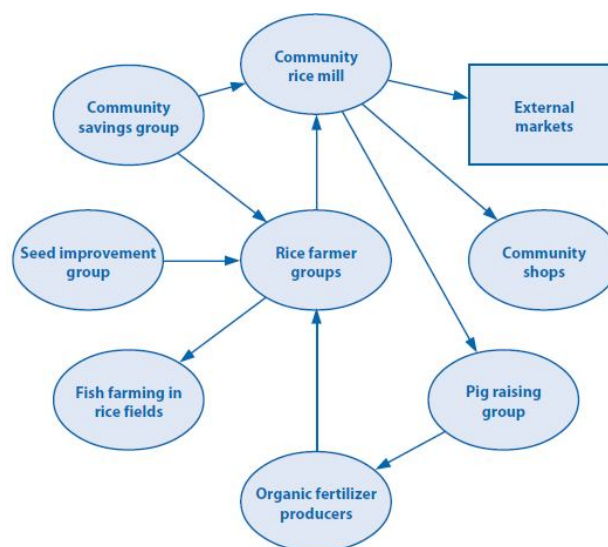 Community
rice mill
Community
savings group
External
markets
Seed improvement
group
Rice farmer
groups
Community
shops
Fish farming in
rice fields
Pig raising
group
Organic fertilizer
producers